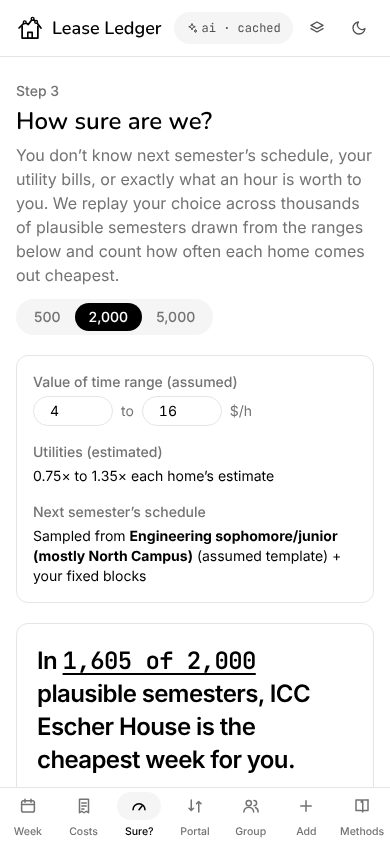 Lease Ledger
ai · cached
Step 3
How sure are we?
You don’t know next semester’s schedule, your
utility bills, or exactly what an hour is worth to
you. We replay your choice across thousands
of plausible semesters drawn from the ranges
below and count how often each home comes
out cheapest.
500 2,000 5,000
Value of time range (assumed)
4 to 16 $/h
Utilities (estimated)
0.75× to 1.35× each home’s estimate
Next semester’s schedule
Sampled from Engineering sophomore/junior
(mostly North Campus) (assumed template) +
your fixed blocks
In 1,605 of 2,000
plausible semesters, ICC
Escher House is the
cheapest week for you.
Week Costs Sure? Portal Group Add Methods